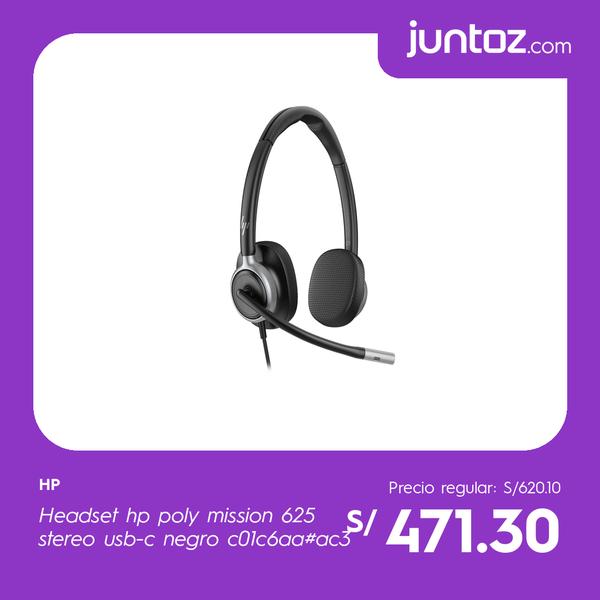 juntoz.com
hp
HP
Precio regular: S/620.10
Headset hp poly mission 625
stereo usb-c negro c01c6aa#ac3
S/ 471.30